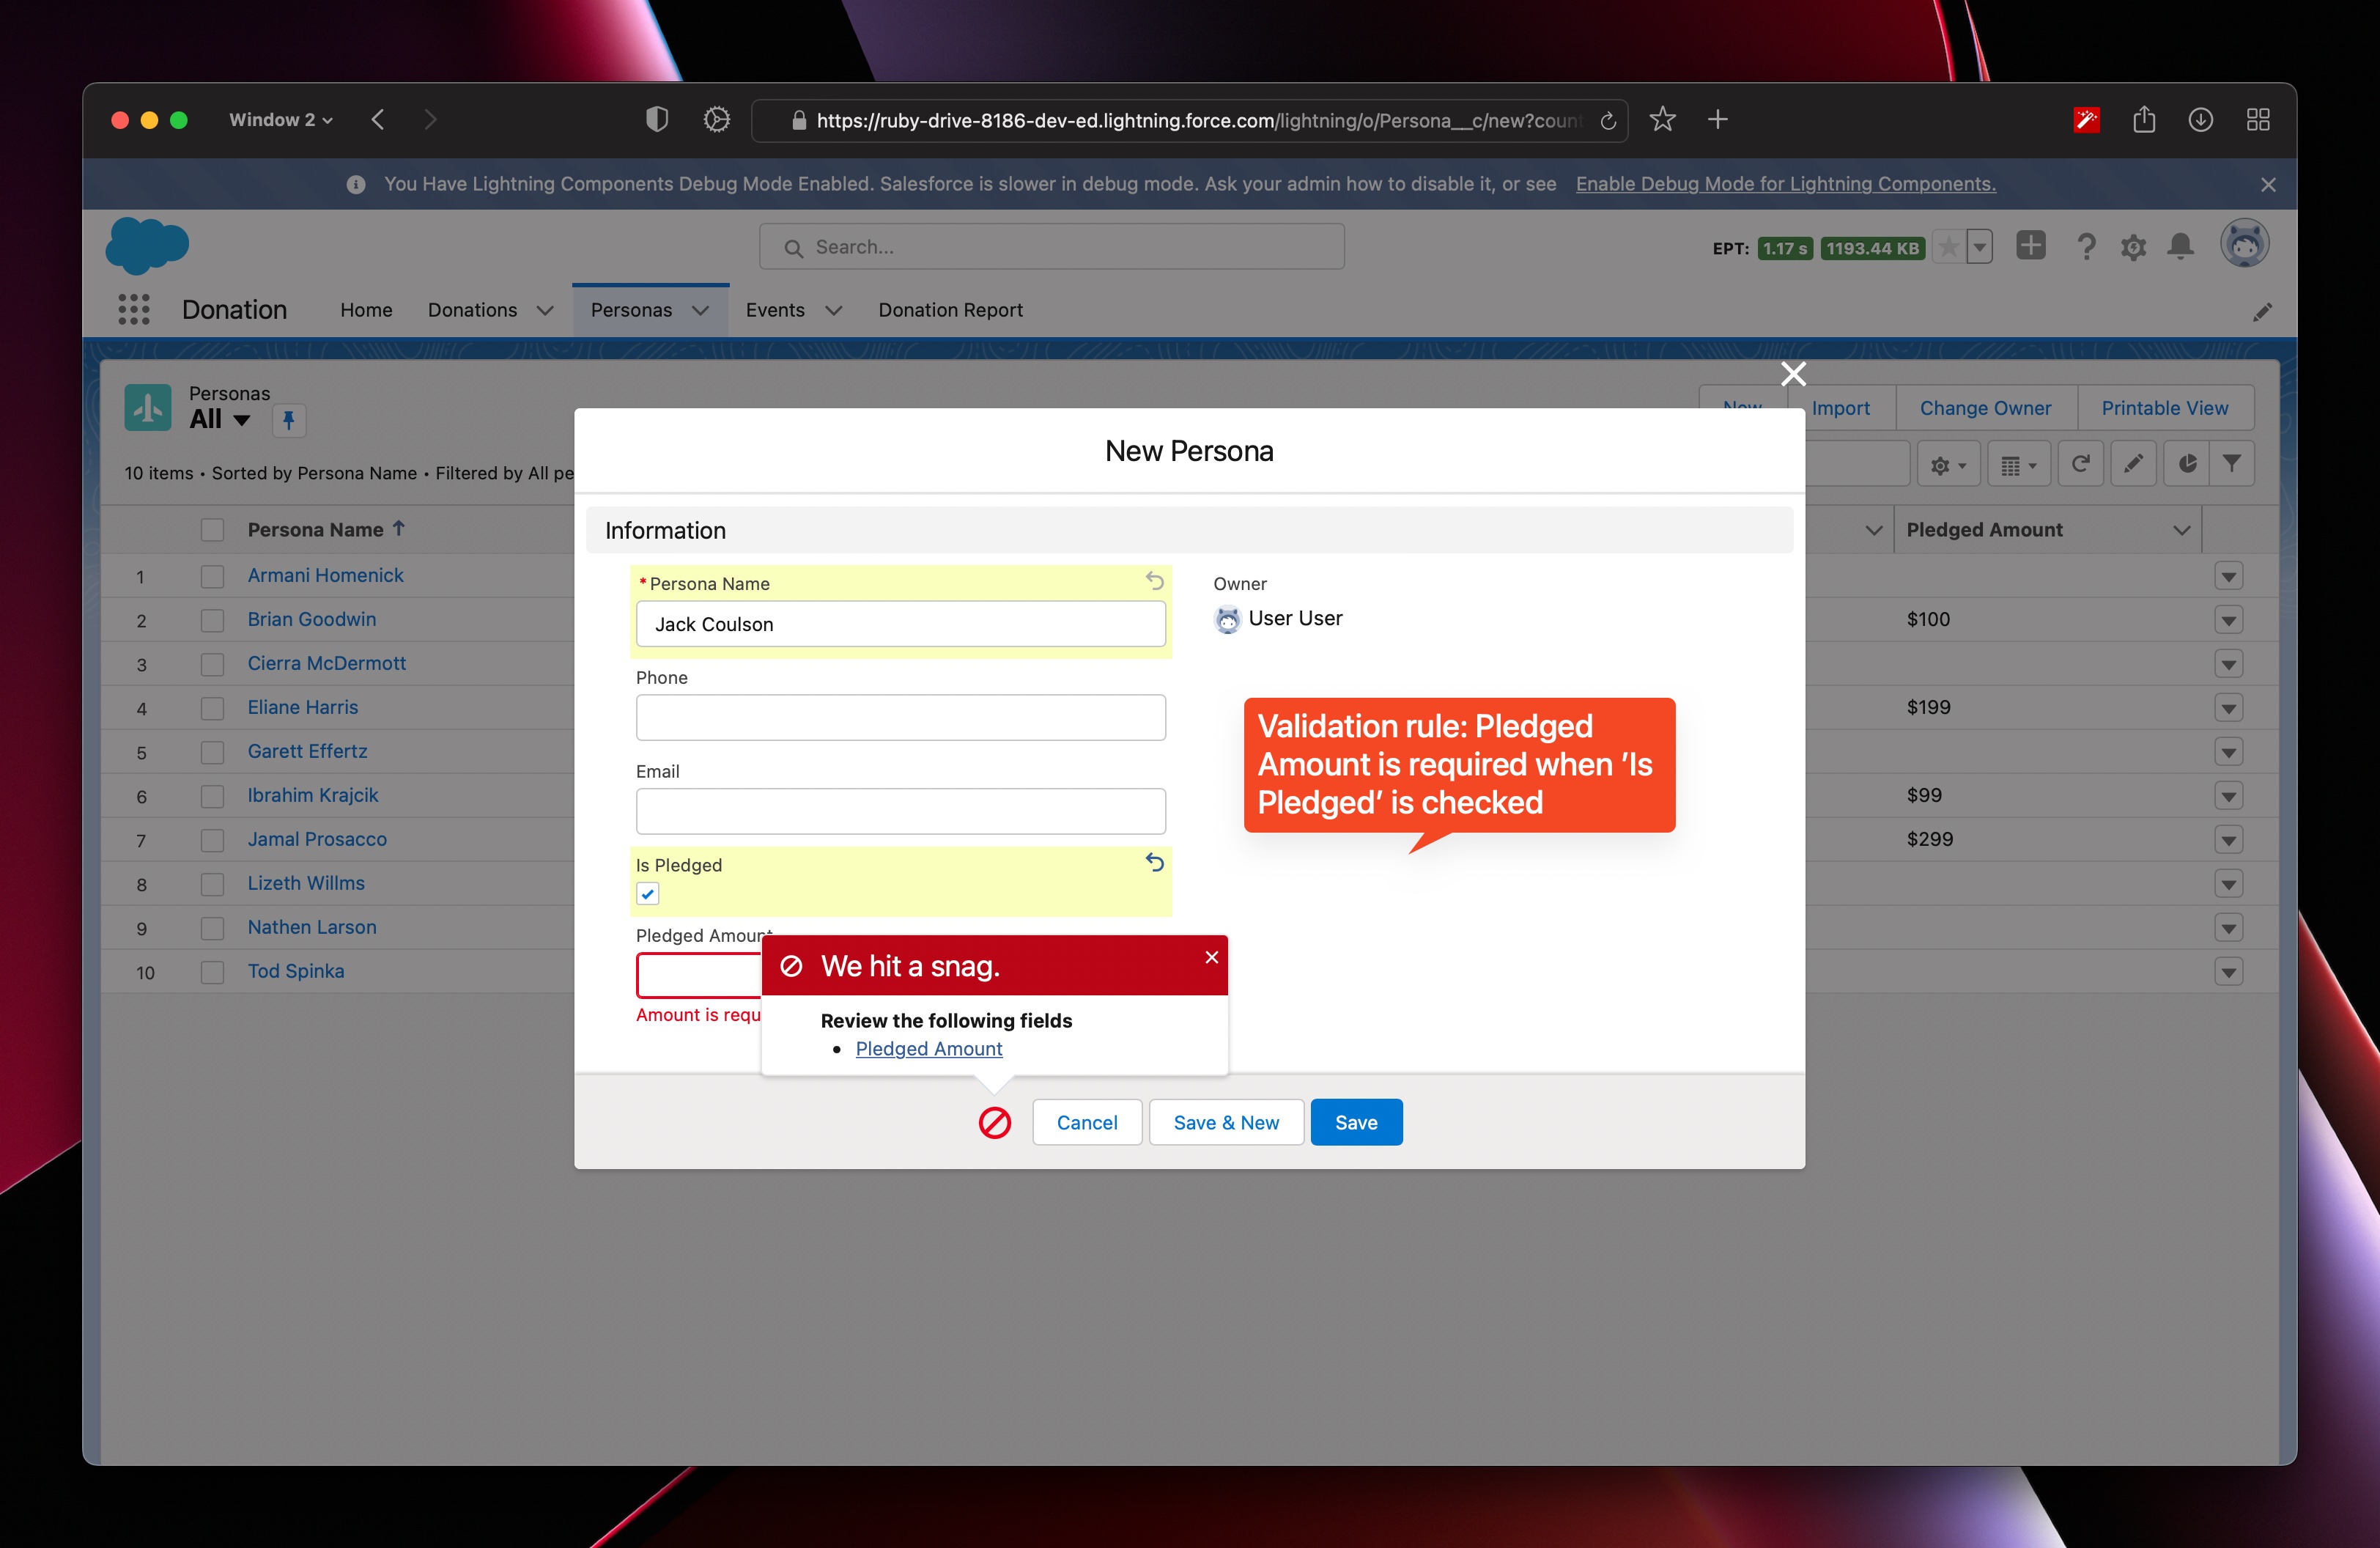 Window 2
https://ruby-drive-8186-dev-ed.lightning.force.com/lightning/o/Persona__c/new?coun
You Have Lightning Components Debug Mode Enabled. Salesforce is slower in debug mode. Ask your admin how to disable it, or see Enable Debug Mode for Lightning Components.
Search...
EPT: 1.17 s 1193.44 KB
Donation Home Donations Personas Events Donation Report
Personas
All
New Import Change Owner Printable View
10 items • Sorted by Persona Name • Filtered by All pe
Persona Name Pledged Amount
1 Armani Homenick
2 Brian Goodwin $100
3 Cierra McDermott
4 Eliane Harris $199
5 Garett Effertz
6 Ibrahim Krajcik $99
7 Jamal Prosacco $299
8 Lizeth Willms
9 Nathen Larson
10 Tod Spinka
New Persona
Information
*Persona Name
Jack Coulson
Owner
User User
Phone
Email
Validation rule: Pledged
Amount is required when 'Is
Pledged' is checked
Is Pledged
Pledged Amount
Amount is requ
We hit a snag.
Review the following fields
• Pledged Amount
Cancel Save & New Save